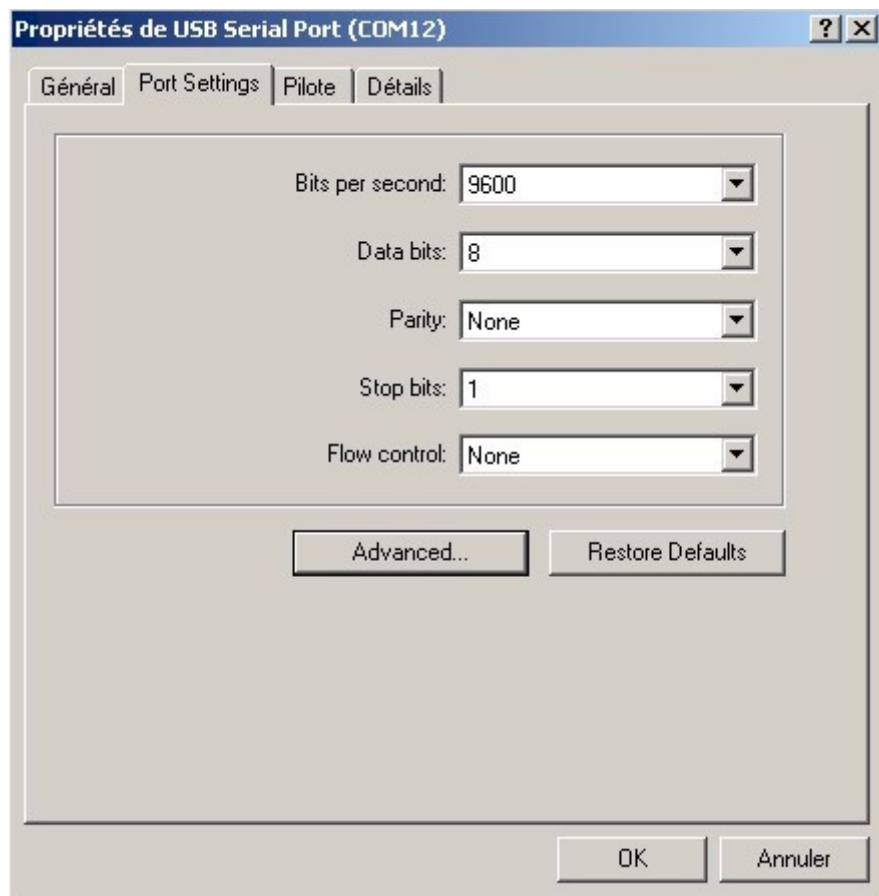 Propriétés de USB Serial Port (COM12)
Général Port Settings Pilote Détails
Bits per second: 9600
Data bits: 8
Parity: None
Stop bits: 1
Flow control: None
Advanced... Restore Defaults
OK Annuler